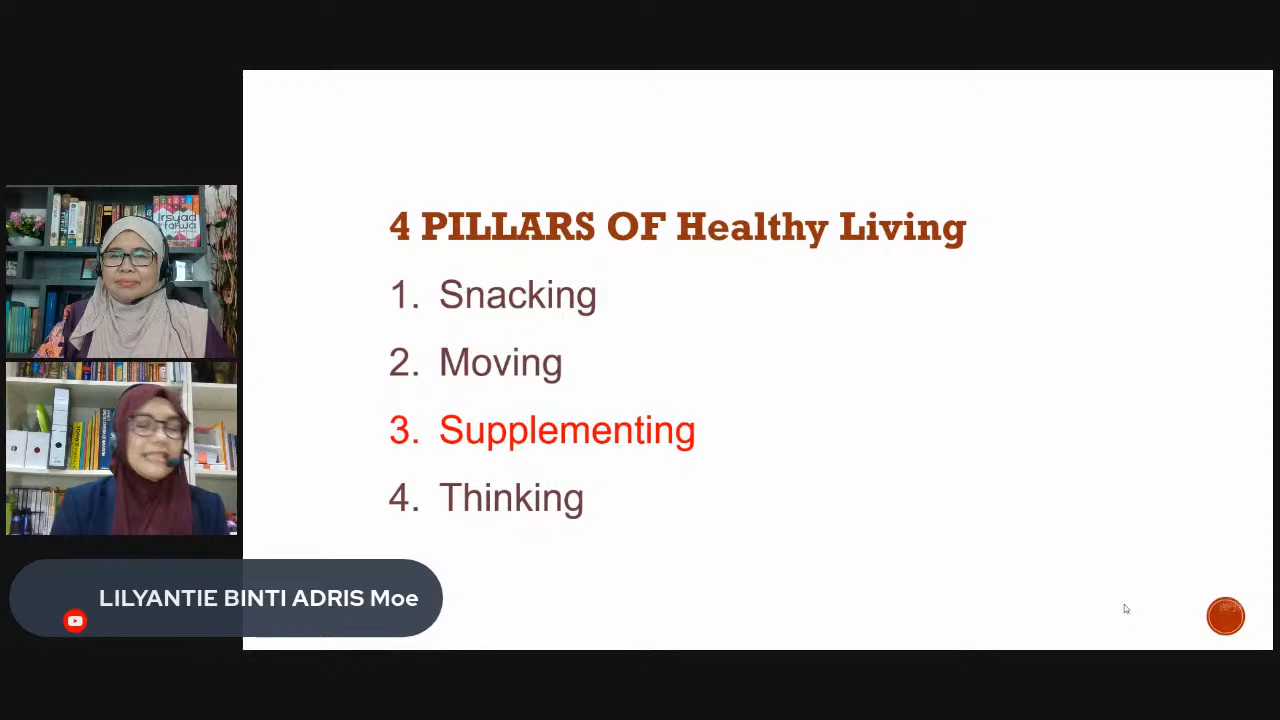 4 PILLARS OF Healthy Living
1. Snacking
2. Moving
3. Supplementing
4. Thinking
LILYANTIE BINTI ADRIS Moe